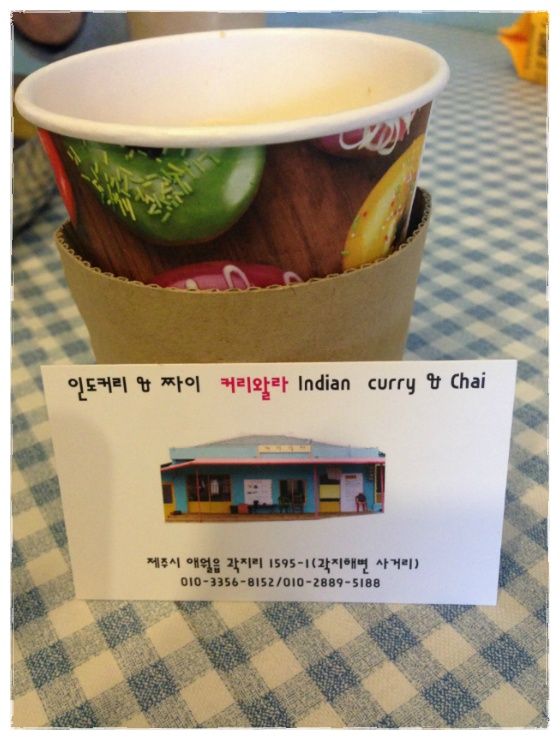 인도커리 & 짜이 커리왈라 Indian curry & Chai
제주시 애월읍 곽지리 1595-1(곽지해변 사거리)
010-3356-8152/010-2889-5188